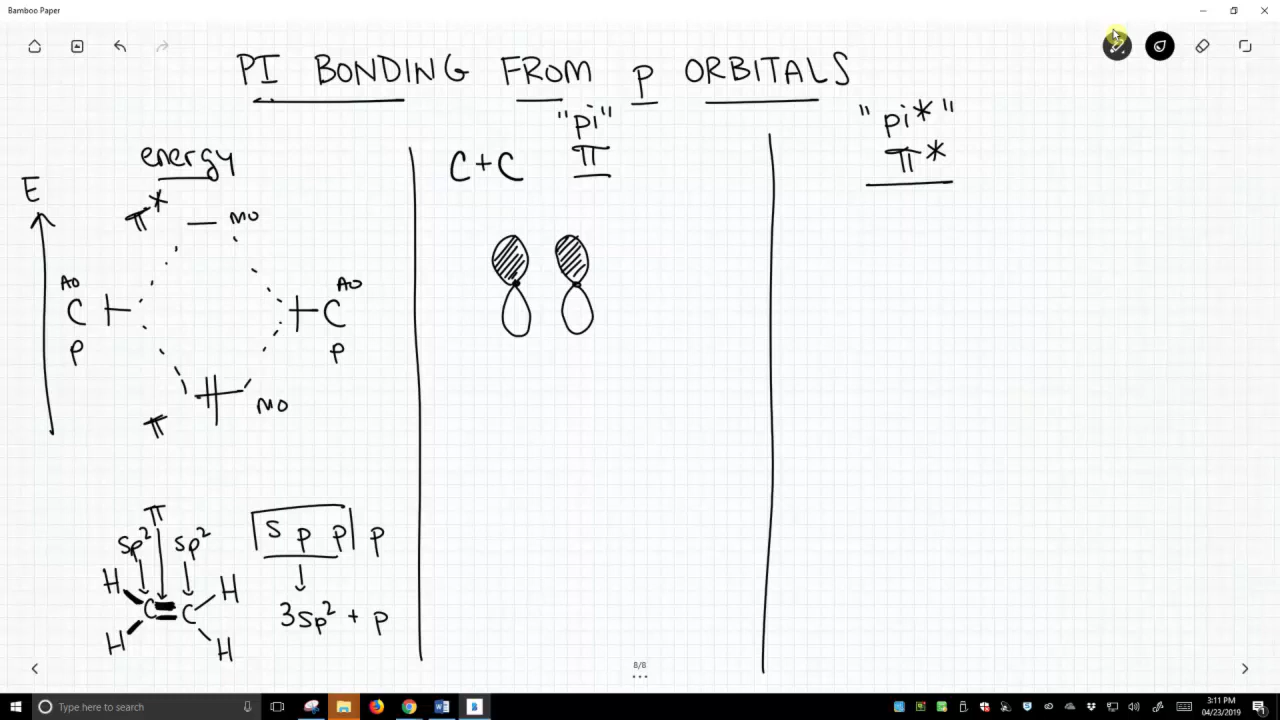 Bamboo Paper
PI BONDING FROM p ORBITALS
energy
E
π*
MO
AO
C
p
AO
C
p
MO
π
π
sp² sp²
H
C = C
H
H
H
s p p p
3sp² + p
C + C
"pi"
π
"pi*"
π*
8/8
Type here to search
W
B
3:11 PM
04/23/2019
1